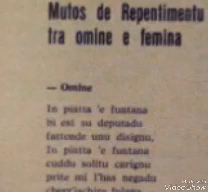 Mutos de Repentimentu
tra omine e femina
— Omine
In piatta 'e funtana
bi est su deputadu
fattende unu disignu,
In piatta 'e funtana
cuddu solitu carignu
prite mi l'has negadu